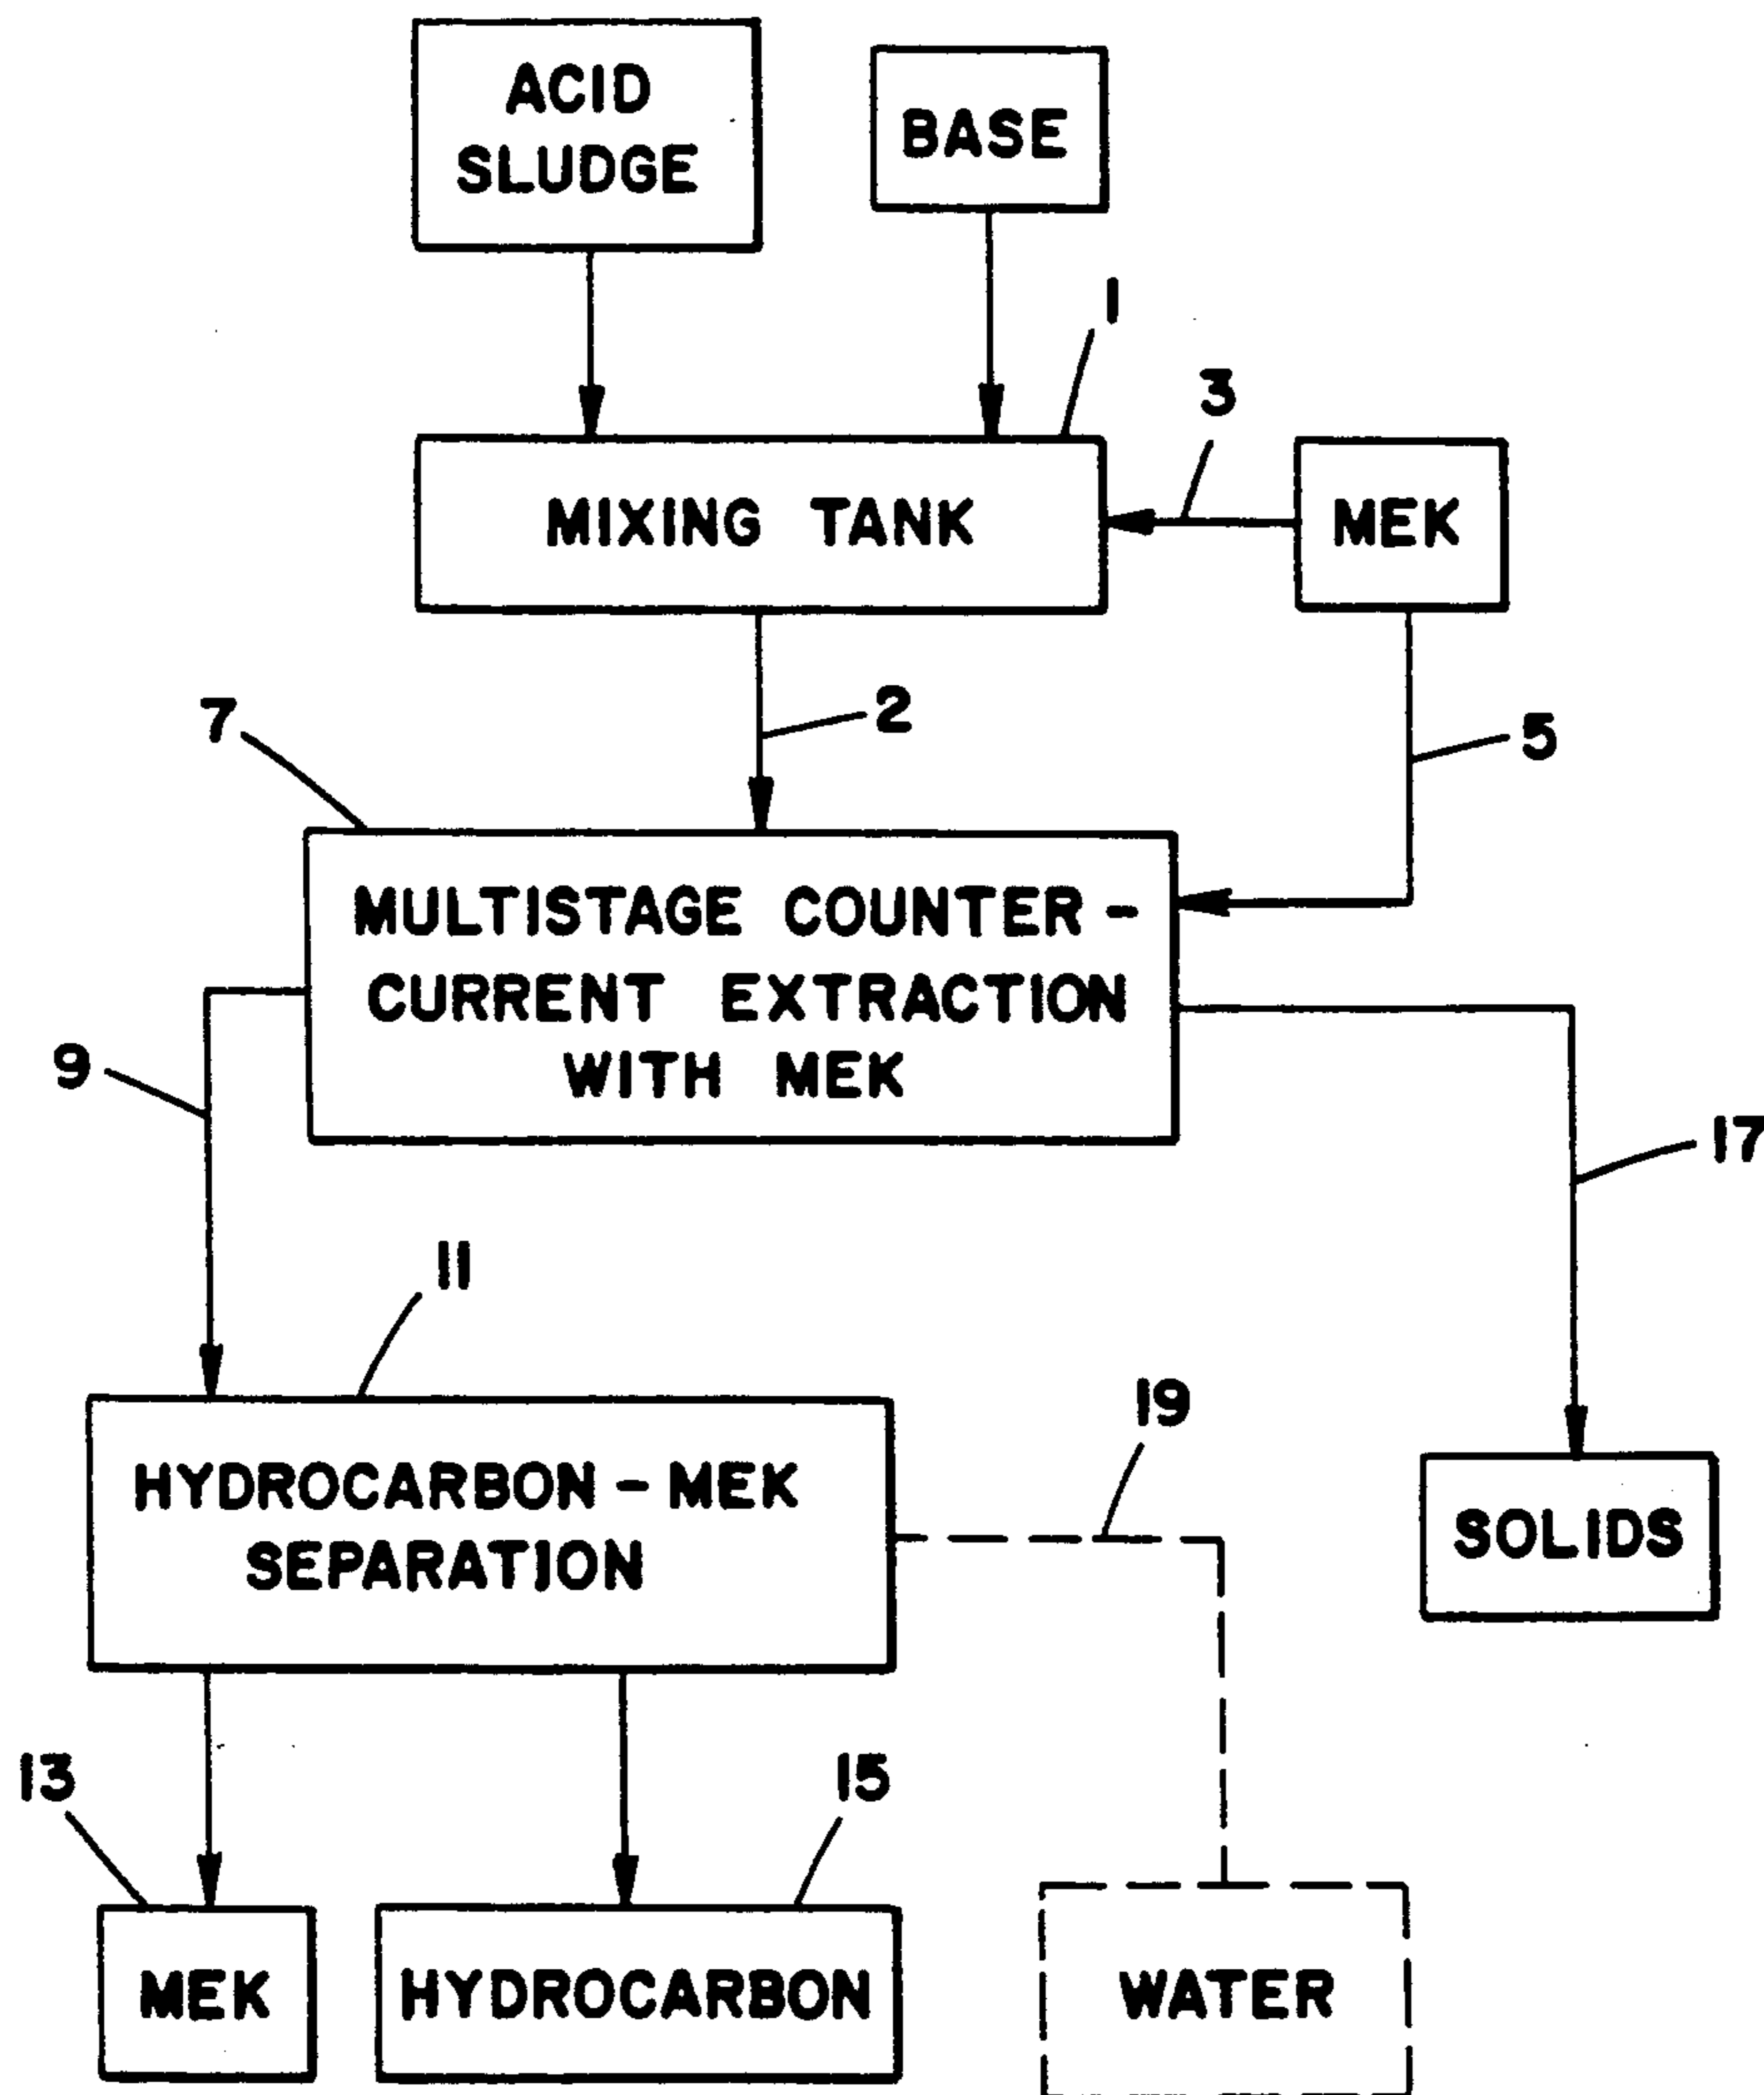 ACID
SLUDGE
BASE
1
3
MIXING TANK
MEK
2
7
5
MULTISTAGE COUNTER-
CURRENT EXTRACTION
WITH MEK
9
17
11
19
HYDROCARBON-MEK
SEPARATION
SOLIDS
13
15
MEK
HYDROCARBON
WATER